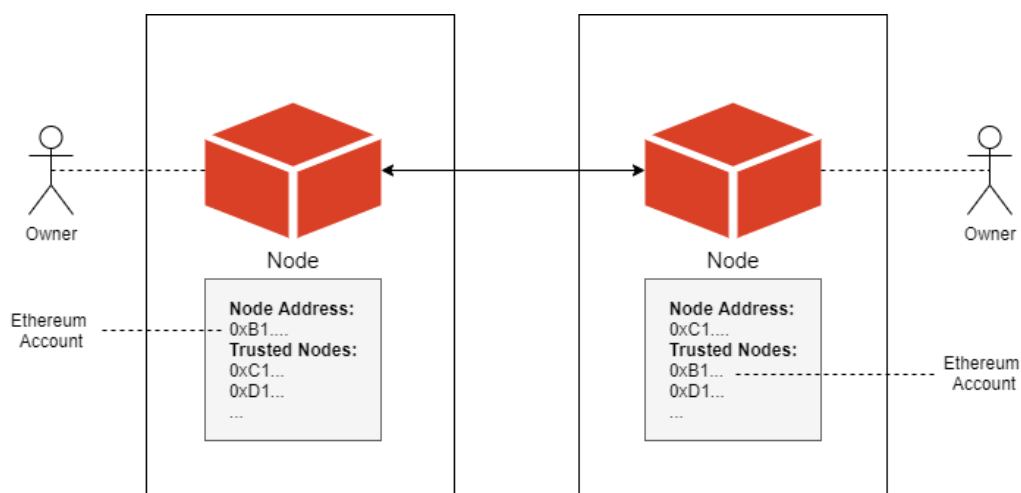 Owner
Node
Node Address:
0xB1....
Trusted Nodes:
0xC1...
0xD1...
...
Ethereum
Account
Node
Node Address:
0xC1....
Trusted Nodes:
0xB1...
0xD1...
...
Owner
Ethereum
Account